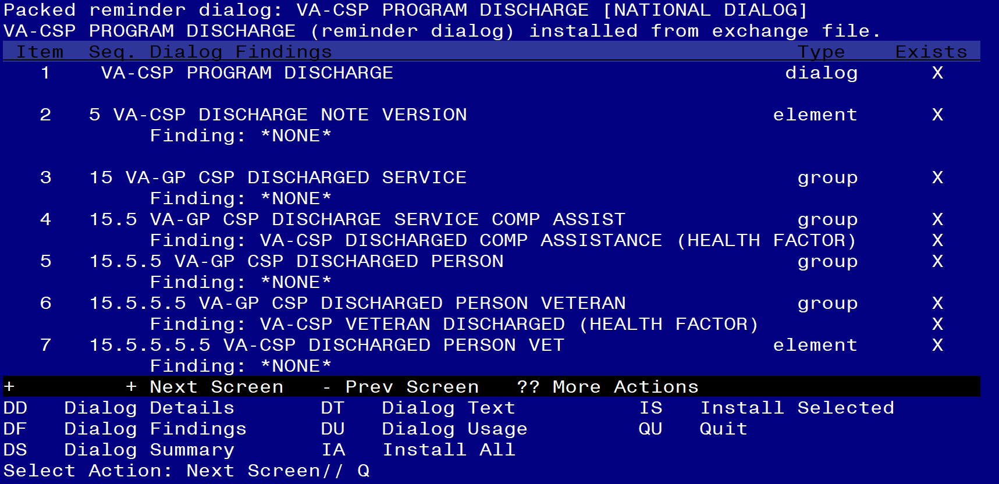 Packed reminder dialog: VA-CSP PROGRAM DISCHARGE [NATIONAL DIALOG]
VA-CSP PROGRAM DISCHARGE (reminder dialog) installed from exchange file.
Item  Seq. Dialog Findings  Type  Exists
1  VA-CSP PROGRAM DISCHARGE  dialog  X
2  5 VA-CSP DISCHARGE NOTE VERSION  element  X
Finding: *NONE*
3  15 VA-GP CSP DISCHARGED SERVICE  group  X
Finding: *NONE*
4  15.5 VA-GP CSP DISCHARGE SERVICE COMP ASSIST  group  X
Finding: VA-CSP DISCHARGED COMP ASSISTANCE (HEALTH FACTOR)  X
5  15.5.5 VA-GP CSP DISCHARGED PERSON  group  X
Finding: *NONE*
6  15.5.5.5 VA-GP CSP DISCHARGED PERSON VETERAN  group  X
Finding: VA-CSP VETERAN DISCHARGED (HEALTH FACTOR)  X
7  15.5.5.5.5 VA-CSP DISCHARGED PERSON VET  element  X
Finding: *NONE*
+  + Next Screen  - Prev Screen  ?? More Actions
DD  Dialog Details  DT  Dialog Text  IS  Install Selected
DF  Dialog Findings  DU  Dialog Usage  QU  Quit
DS  Dialog Summary  IA  Install All
Select Action: Next Screen// Q